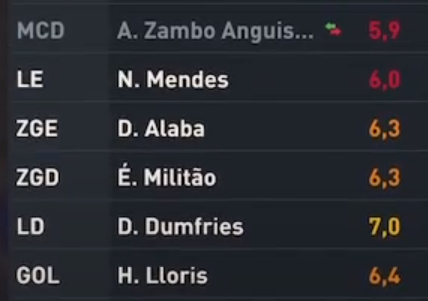 MCD A. Zambo Anguis... 5,9
LE N. Mendes 6,0
ZGE D. Alaba 6,3
ZGD É. Militão 6,3
LD D. Dumfries 7,0
GOL H. Lloris 6,4